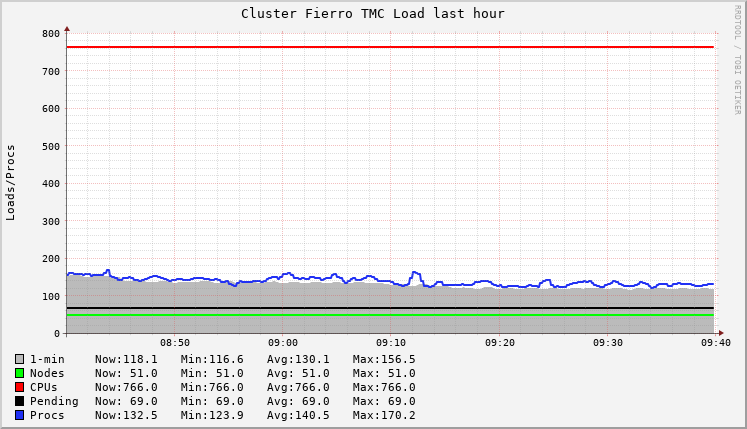 Cluster Fierro TMC Load last hour
RRDTOOL / TOBI OETIKER
Loads/Procs
800
700
600
500
400
300
200
100
0
08:50 09:00 09:10 09:20 09:30 09:40
1-min Now:118.1 Min:116.6 Avg:130.1 Max:156.5
Nodes Now: 51.0 Min: 51.0 Avg: 51.0 Max: 51.0
CPUs Now:766.0 Min:766.0 Avg:766.0 Max:766.0
Pending Now: 69.0 Min: 69.0 Avg: 69.0 Max: 69.0
Procs Now:132.5 Min:123.9 Avg:140.5 Max:170.2